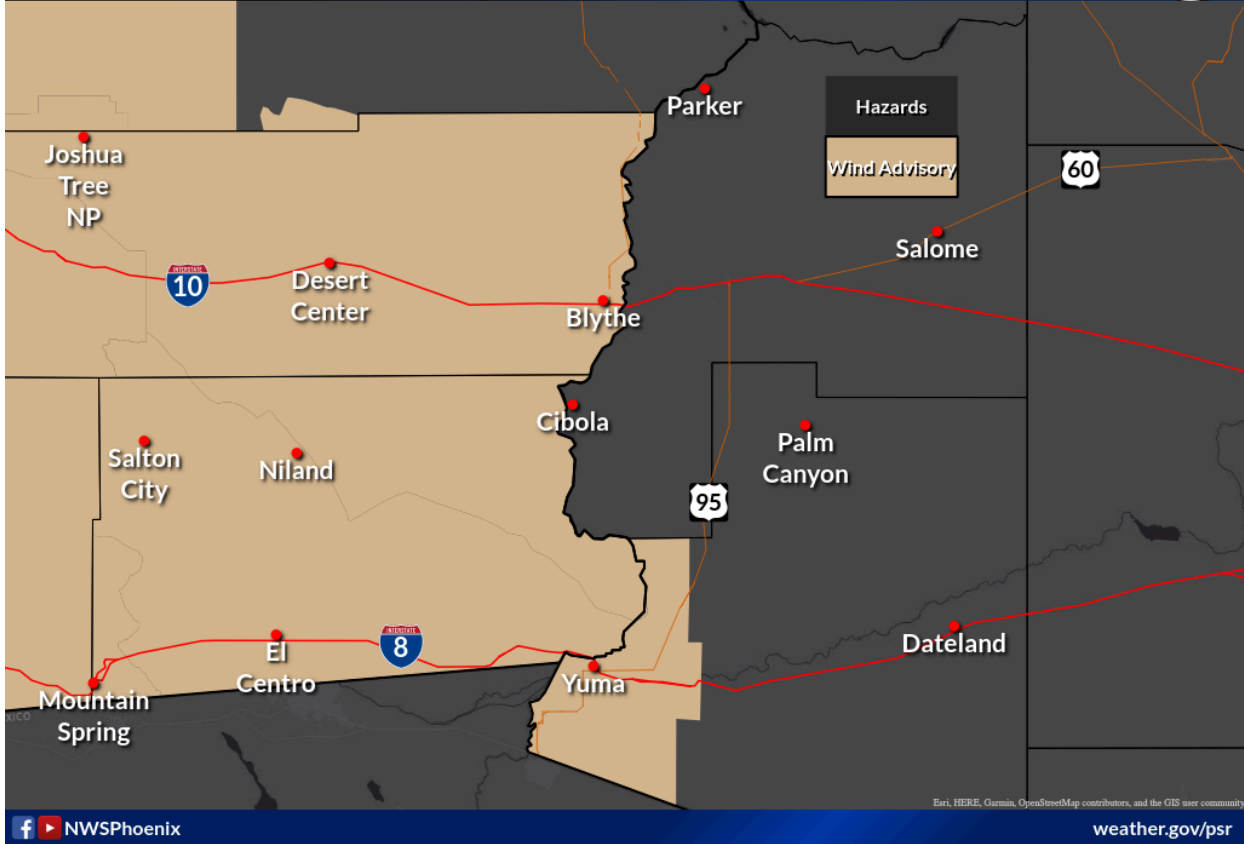 Parker
Hazards
Wind Advisory
Joshua
Tree
NP
60
Salome
INTERSTATE
10
Desert
Center
Blythe
Cibola
Palm
Canyon
Salton
City
Niland
95
INTERSTATE
8
El
Centro
Dateland
Yuma
Mountain
Spring
Esri, HERE, Garmin, OpenStreetMap contributors, and the GIS user community
NWSPhoenix
weather.gov/psr